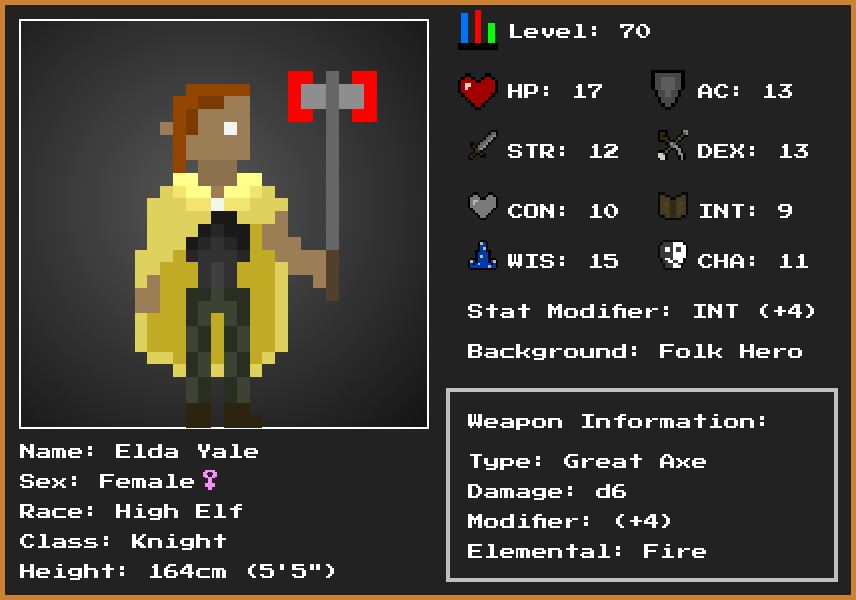 Level: 70
HP: 17
AC: 13
STR: 12
DEX: 13
CON: 10
INT: 9
WIS: 15
CHA: 11
Stat Modifier: INT (+4)
Background: Folk Hero
Weapon Information:
Type: Great Axe
Damage: d6
Modifier: (+4)
Elemental: Fire
Name: Elda Yale
Sex: Female♀
Race: High Elf
Class: Knight
Height: 164cm (5'5")